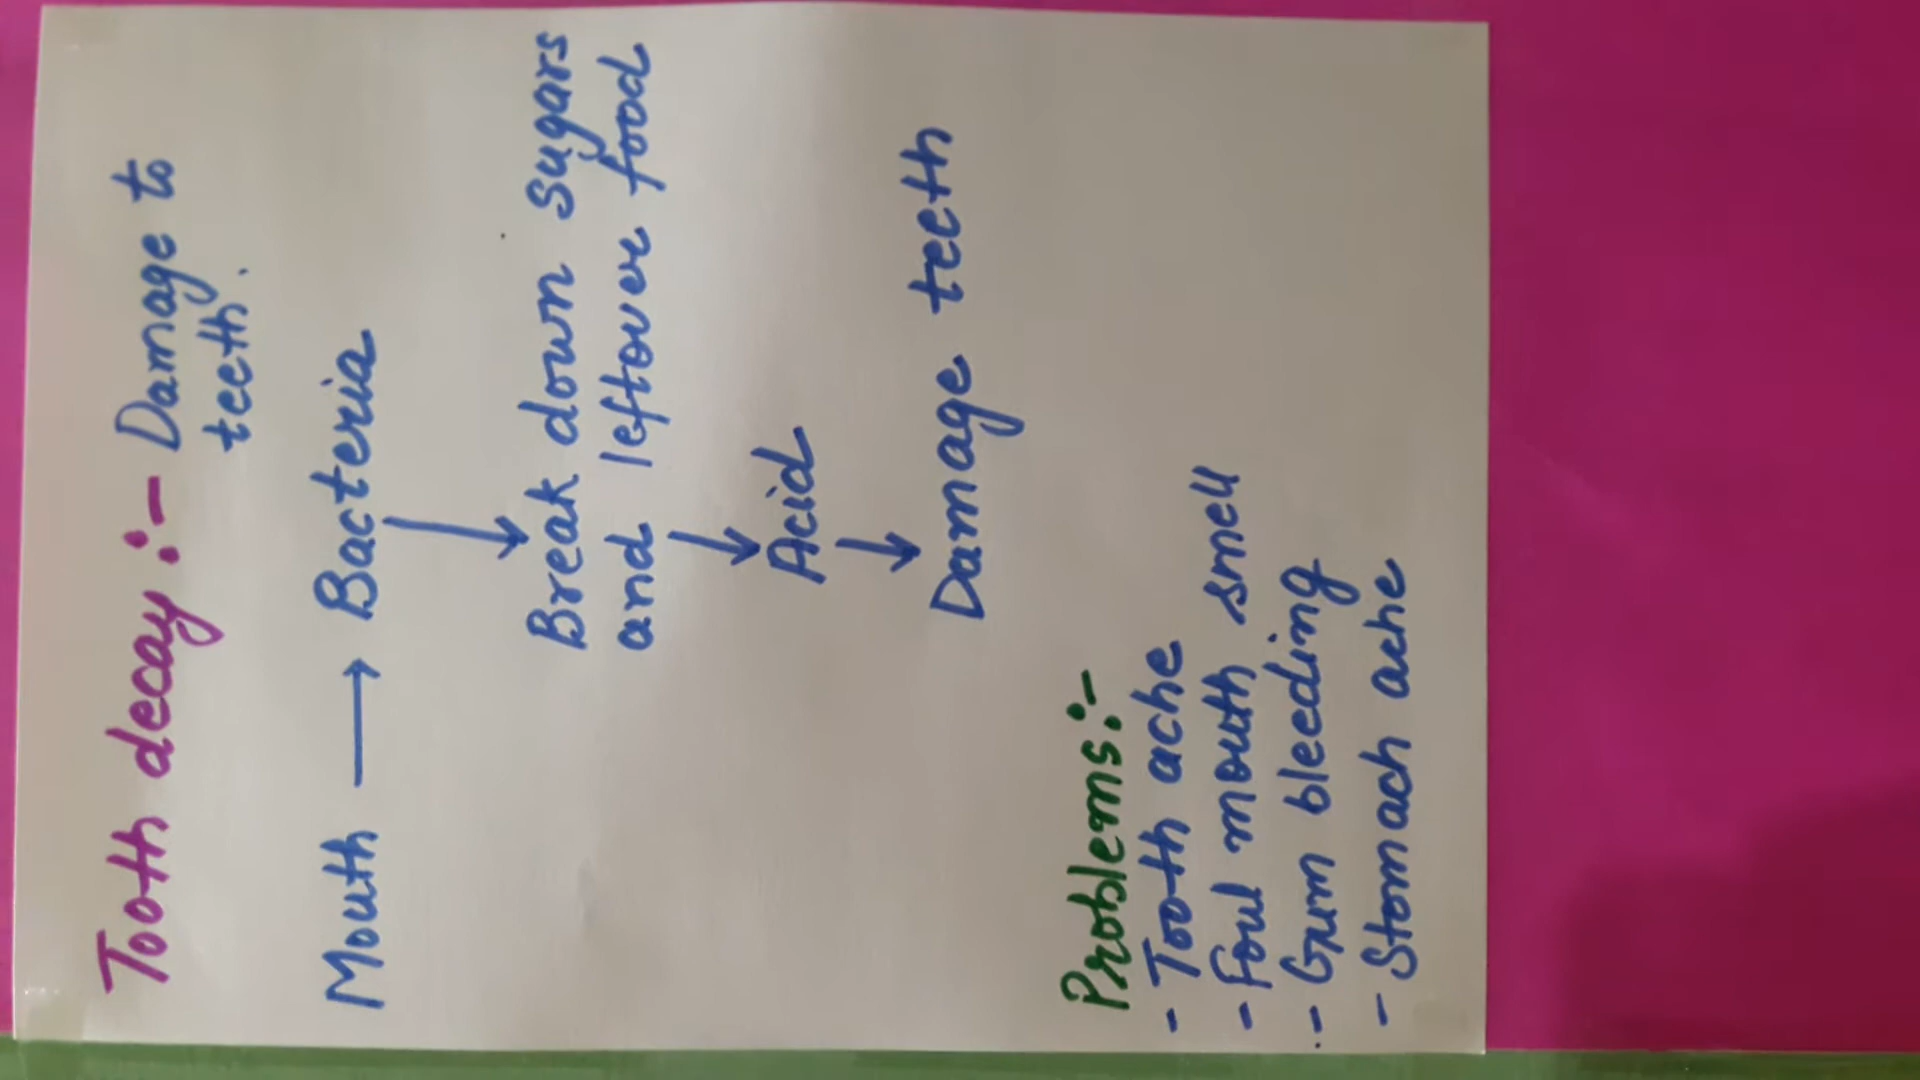 Tooth decay :- Damage to
teeth.
Mouth → Bacteria
↓
Break down sugars
and leftover food
↓
Acid
↓
Damage teeth
Problems:-
- Tooth ache
- Foul mouth smell
- Gum bleeding
- Stomach ache